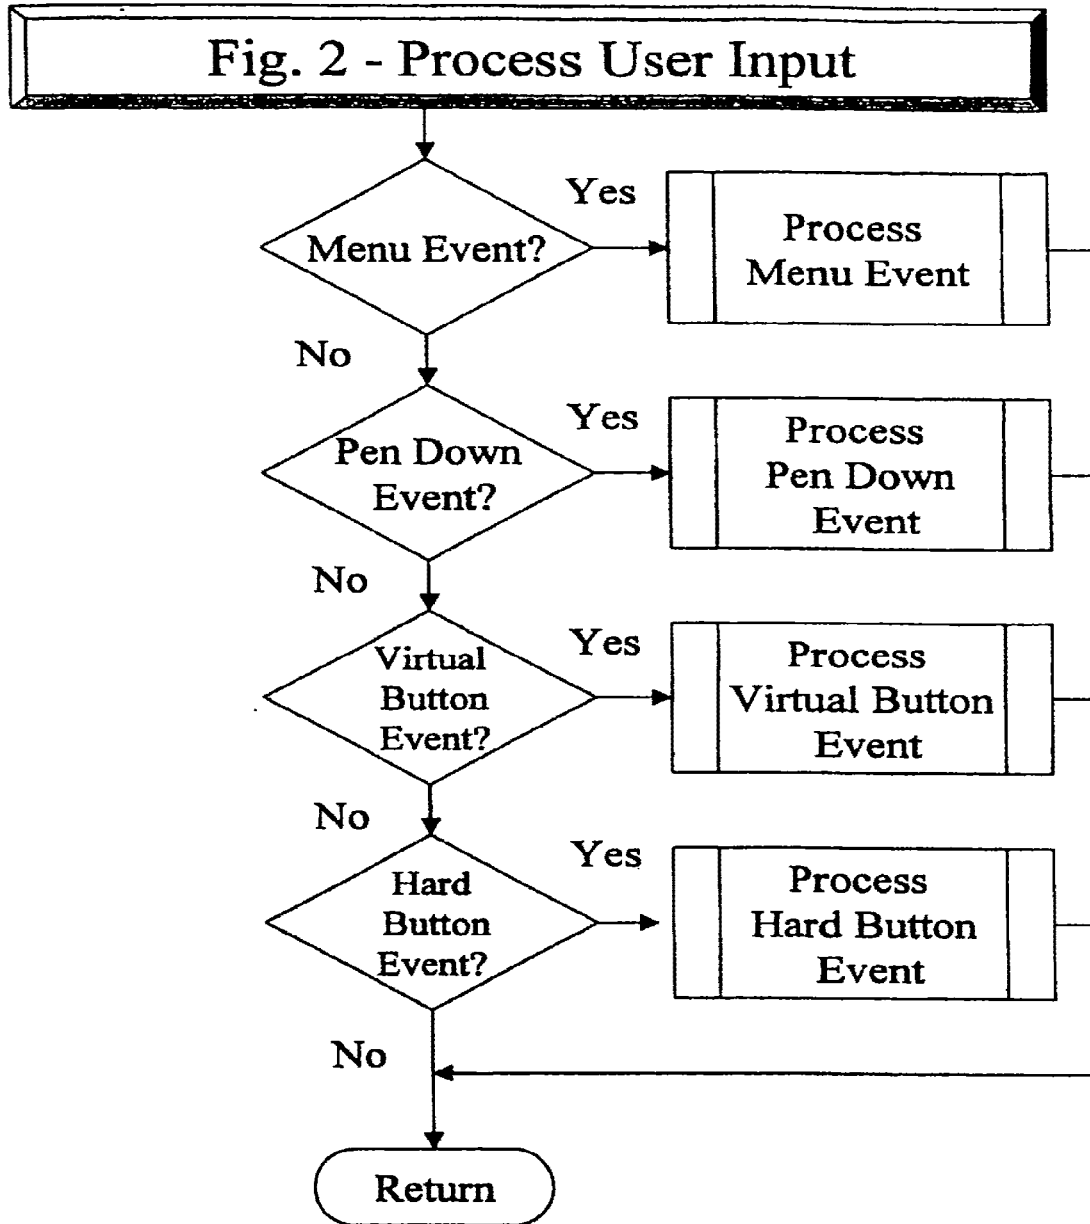 Fig. 2 - Process User Input
Menu Event?
Yes
Process
Menu Event
No
Pen Down
Event?
Yes
Process
Pen Down
Event
No
Virtual
Button
Event?
Yes
Process
Virtual Button
Event
No
Hard
Button
Event?
Yes
Process
Hard Button
Event
No
Return